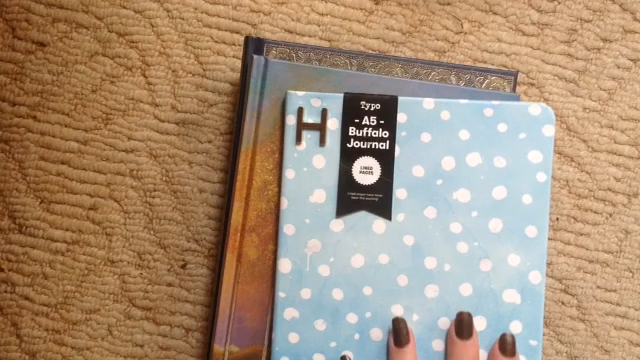 H
Typo
- A5 -
Buffalo
Journal
LINED
PAGES